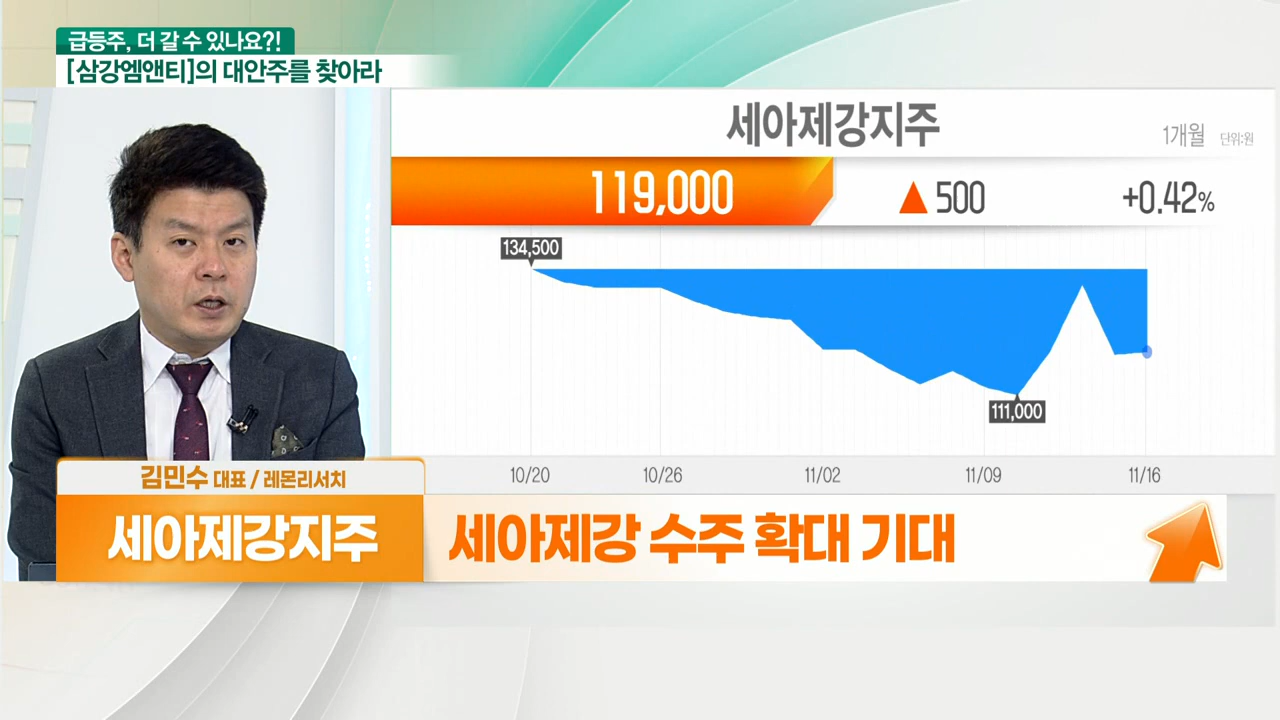 급등주, 더 갈 수 있나요?!
[삼강엠앤티]의 대안주를 찾아라
세아제강지주
1개월 단위:원
119,000 ▲500 +0.42%
134,500
111,000
10/20 10/26 11/02 11/09 11/16
김민수 대표 / 레몬리서치
세아제강지주
세아제강 수주 확대 기대